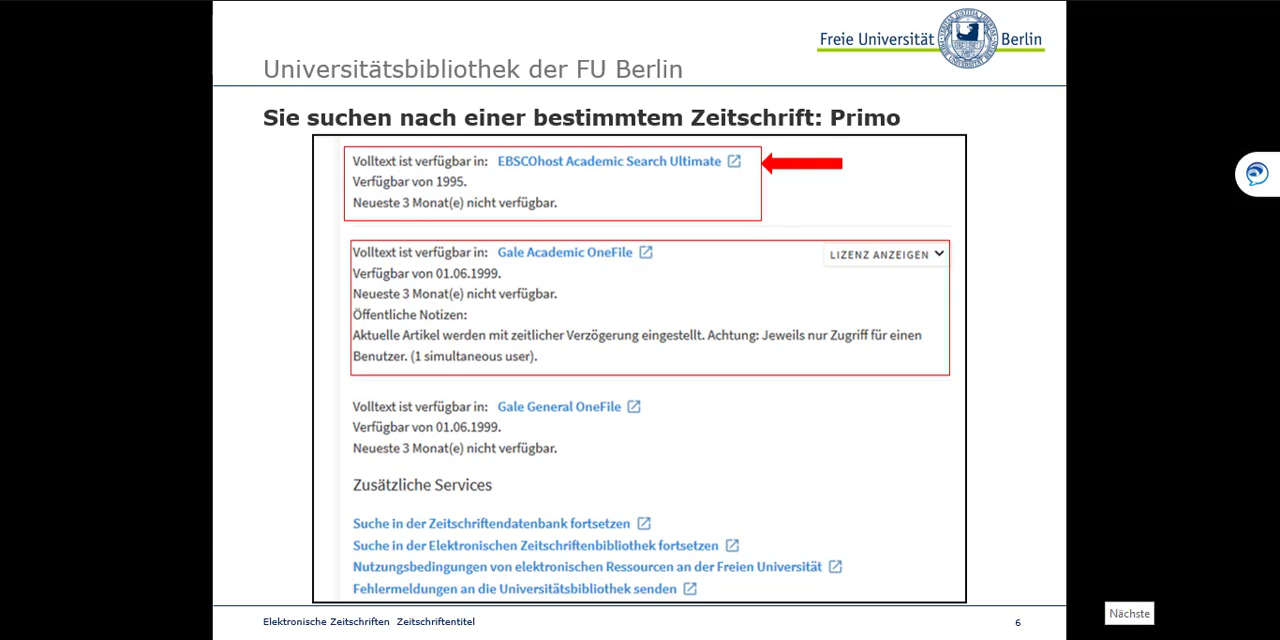 Freie Universität Berlin
Universitätsbibliothek der FU Berlin
Sie suchen nach einer bestimmtem Zeitschrift: Primo
Volltext ist verfügbar in: EBSCOhost Academic Search Ultimate
Verfügbar von 1995.
Neueste 3 Monat(e) nicht verfügbar.
Volltext ist verfügbar in: Gale Academic OneFile
LIZENZ ANZEIGEN
Verfügbar von 01.06.1999.
Neueste 3 Monat(e) nicht verfügbar.
Öffentliche Notizen:
Aktuelle Artikel werden mit zeitlicher Verzögerung eingestellt. Achtung: Jeweils nur Zugriff für einen
Benutzer. (1 simultaneous user).
Volltext ist verfügbar in: Gale General OneFile
Verfügbar von 01.06.1999.
Neueste 3 Monat(e) nicht verfügbar.
Zusätzliche Services
Suche in der Zeitschriftendatenbank fortsetzen
Suche in der Elektronischen Zeitschriftenbibliothek fortsetzen
Nutzungsbedingungen von elektronischen Ressourcen an der Freien Universität
Fehlermeldungen an die Universitätsbibliothek senden
Elektronische Zeitschriften Zeitschriftentitel
6
Nächste